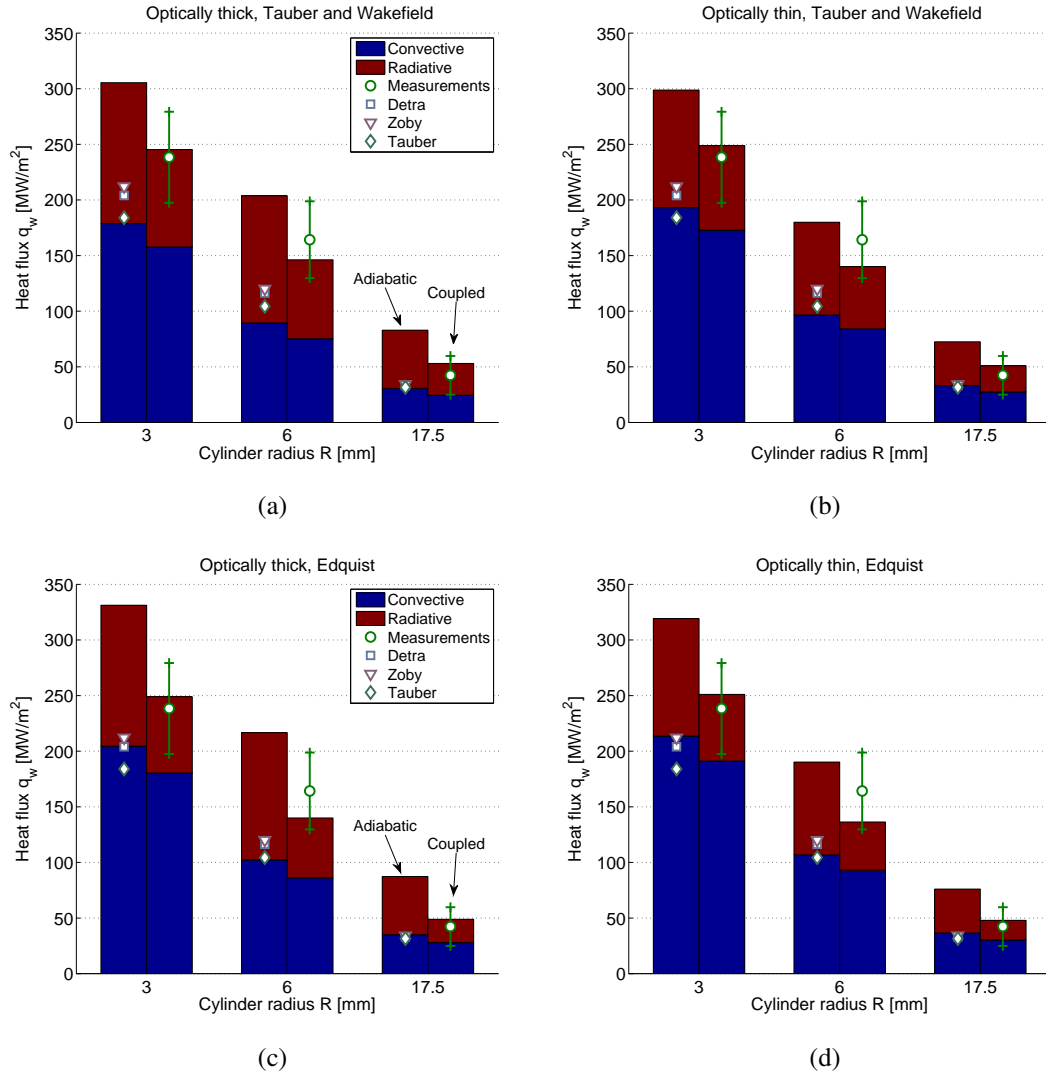 Optically thick, Tauber and Wakefield
350
300
250
200
150
100
50
0
Heat flux q_w [MW/m²]
Convective
Radiative
Measurements
Detra
Zoby
Tauber
Adiabatic
Coupled
3 6 17.5
Cylinder radius R [mm]
(a)
Optically thin, Tauber and Wakefield
350
300
250
200
150
100
50
0
Heat flux q_w [MW/m²]
3 6 17.5
Cylinder radius R [mm]
(b)
Optically thick, Edquist
350
300
250
200
150
100
50
0
Heat flux q_w [MW/m²]
Convective
Radiative
Measurements
Detra
Zoby
Tauber
Adiabatic
Coupled
3 6 17.5
Cylinder radius R [mm]
(c)
Optically thin, Edquist
350
300
250
200
150
100
50
0
Heat flux q_w [MW/m²]
3 6 17.5
Cylinder radius R [mm]
(d)